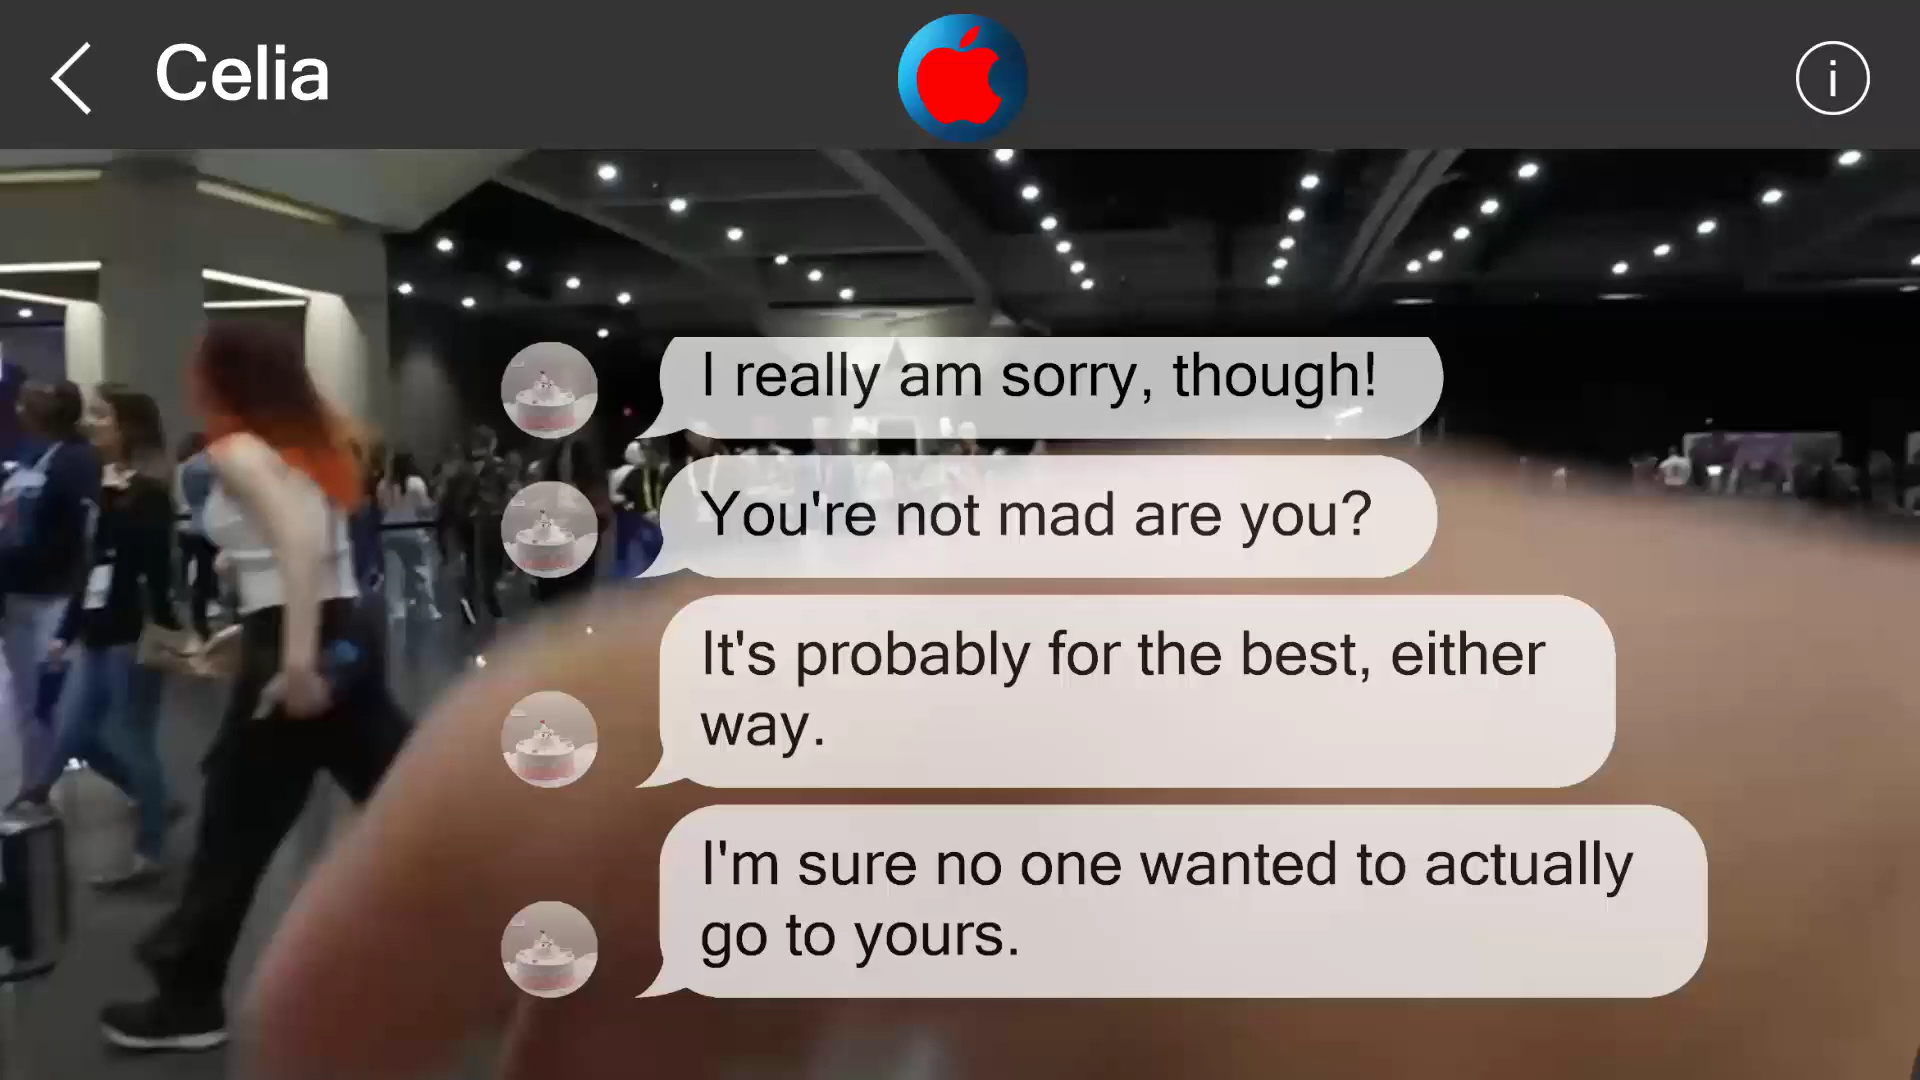 Celia
I really am sorry, though!
You're not mad are you?
It's probably for the best, either
way.
I'm sure no one wanted to actually
go to yours.